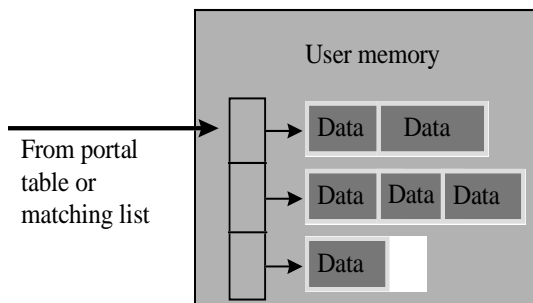 User memory
From portal
table or
matching list
Data Data
Data Data Data
Data